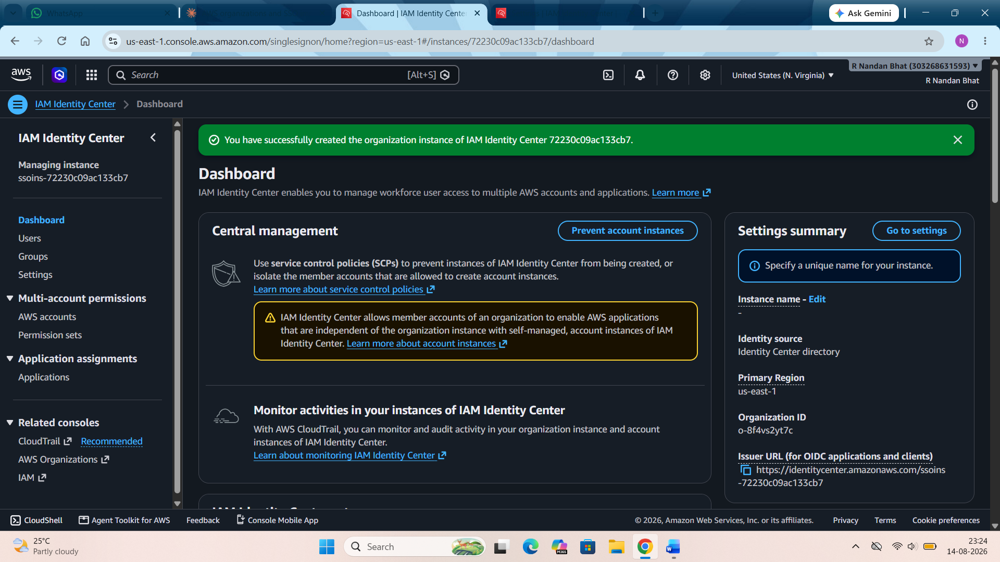 WhatsApp
Dashboard | IAM Identity Cente
Ask Gemini
us-east-1.console.aws.amazon.com/singlesignon/home?region=us-east-1#/instances/72230c09ac133cb7/dashboard
N
aws
Search
[Alt+S]
United States (N. Virginia)
R Nandan Bhat (303268631593)
R Nandan Bhat
IAM Identity Center
Dashboard
IAM Identity Center
Managing instance
ssoins-72230c09ac133cb7
Dashboard
Users
Groups
Settings
Multi-account permissions
AWS accounts
Permission sets
Application assignments
Applications
Related consoles
CloudTrail Recommended
AWS Organizations
IAM
You have successfully created the organization instance of IAM Identity Center 72230c09ac133cb7.
Dashboard
IAM Identity Center enables you to manage workforce user access to multiple AWS accounts and applications. Learn more
Central management
Prevent account instances
Use service control policies (SCPs) to prevent instances of IAM Identity Center from being created, or
isolate the member accounts that are allowed to create account instances.
Learn more about service control policies
IAM Identity Center allows member accounts of an organization to enable AWS applications
that are independent of the organization instance with self-managed, account instances of IAM
Identity Center. Learn more about account instances
Monitor activities in your instances of IAM Identity Center
With AWS CloudTrail, you can monitor and audit activity in your organization instance and account
instances of IAM Identity Center.
Learn about monitoring IAM Identity Center
Settings summary
Go to settings
Specify a unique name for your instance.
Instance name - Edit
-
Identity source
Identity Center directory
Primary Region
us-east-1
Organization ID
o-8f4vs2yt7c
Issuer URL (for OIDC applications and clients)
https://identitycenter.amazonaws.com/ssoins
-72230c09ac133cb7
CloudShell
Agent Toolkit for AWS
Feedback
Console Mobile App
© 2026, Amazon Web Services, Inc. or its affiliates.
Privacy
Terms
Cookie preferences
25°C
Partly cloudy
Search
M365
W
23:24
14-08-2026